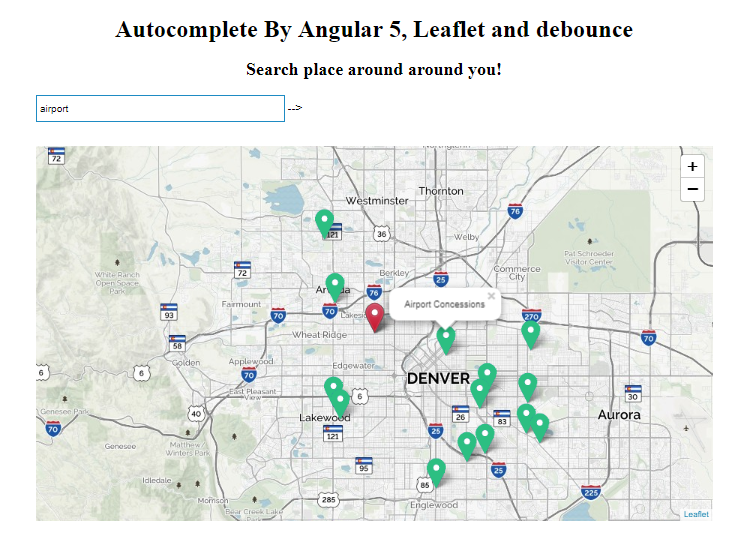 Autocomplete By Angular 5, Leaflet and debounce
Search place around around you!
airport -->
72
Westminster
Thornton
+
−
121
36
76
Welby
Pat Schroeder
Visitor Center
White Ranch
Open Space
Park
72
Berkley
25
Commerce
City
Arvada
76
Airport Concessions
×
Fairmount
93
70
70
270
Wheat Ridge
70
58
Golden
Applewood
Edgewater
6
6
70
DENVER
East Pleasant
View
6
30
Genesee Park
40
Lakewood
26
83
Aurora
70
121
25
Genesee
Matthew
Winters Park
95
25
Idledale
85
225
Morrison
285
Bear Creek Lake
Park
Englewood
Leaflet